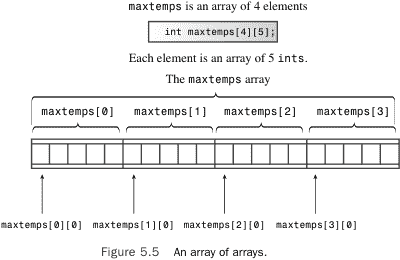 maxtemps is an array of 4 elements
int maxtemps[4][5];
Each element is an array of 5 ints.
The maxtemps array
maxtemps[0] maxtemps[1] maxtemps[2] maxtemps[3]
maxtemps[0][0] maxtemps[1][0] maxtemps[2][0] maxtemps[3][0]
Figure 5.5 An array of arrays.